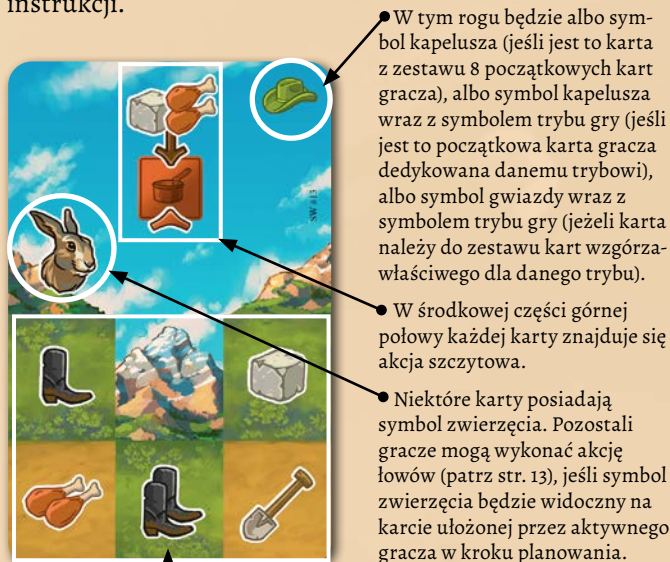 instrukcji.
W tym rogu będzie albo sym-
bol kapelusza (jeśli jest to karta
z zestawu 8 początkowych kart
gracza), albo symbol kapelusza
wraz z symbolem trybu gry (jeśli
jest to początkowa karta gracza
dedykowana danemu trybowi),
albo symbol gwiazdy wraz z
symbolem trybu gry (jeżeli karta
należy do zestawu kart wzgórza-
właściwego dla danego trybu).
W środkowej części górnej
połowy każdej karty znajduje się
akcja szczytowa.
Niektóre karty posiadają
symbol zwierzęcia. Pozostali
gracze mogą wykonać akcję
łowów (patrz str. 13), jeśli symbol
zwierzęcia będzie widoczny na
karcie ułożonej przez aktywnego
gracza w kroku planowania.
SW #13